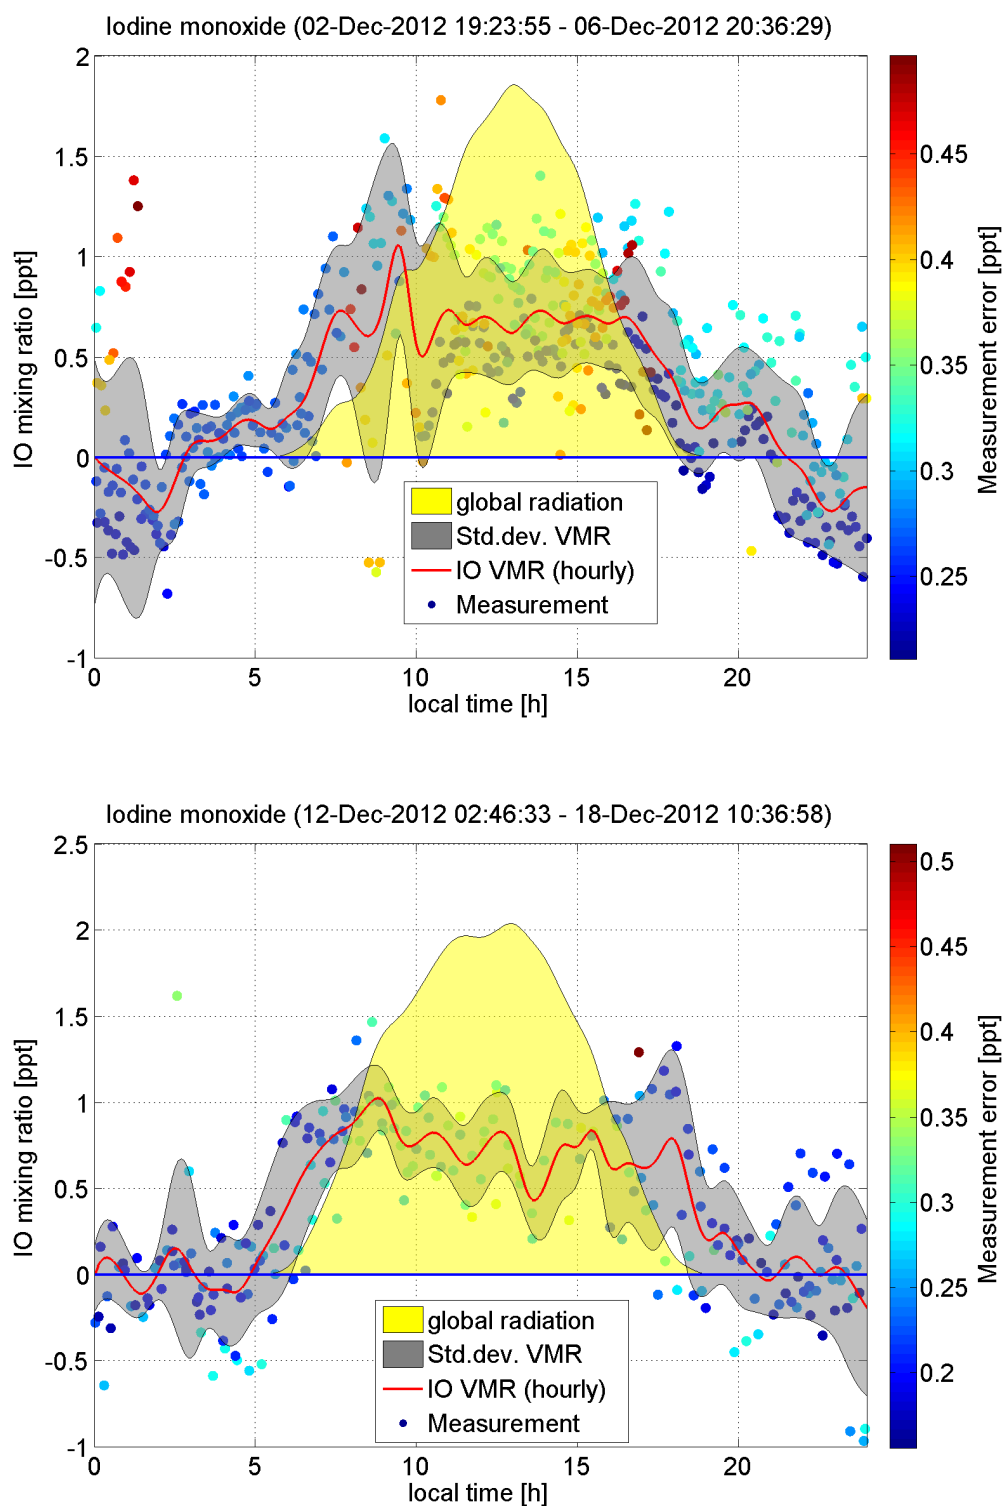 Iodine monoxide (02-Dec-2012 19:23:55 - 06-Dec-2012 20:36:29)
2
1.5
1
0.5
0
-0.5
-1
IO mixing ratio [ppt]
0 5 10 15 20
local time [h]
global radiation
Std.dev. VMR
IO VMR (hourly)
Measurement
0.45
0.4
0.35
0.3
0.25
Measurement error [ppt]
Iodine monoxide (12-Dec-2012 02:46:33 - 18-Dec-2012 10:36:58)
2.5
2
1.5
1
0.5
0
-0.5
-1
IO mixing ratio [ppt]
0 5 10 15 20
local time [h]
global radiation
Std.dev. VMR
IO VMR (hourly)
Measurement
0.5
0.45
0.4
0.35
0.3
0.25
0.2
Measurement error [ppt]